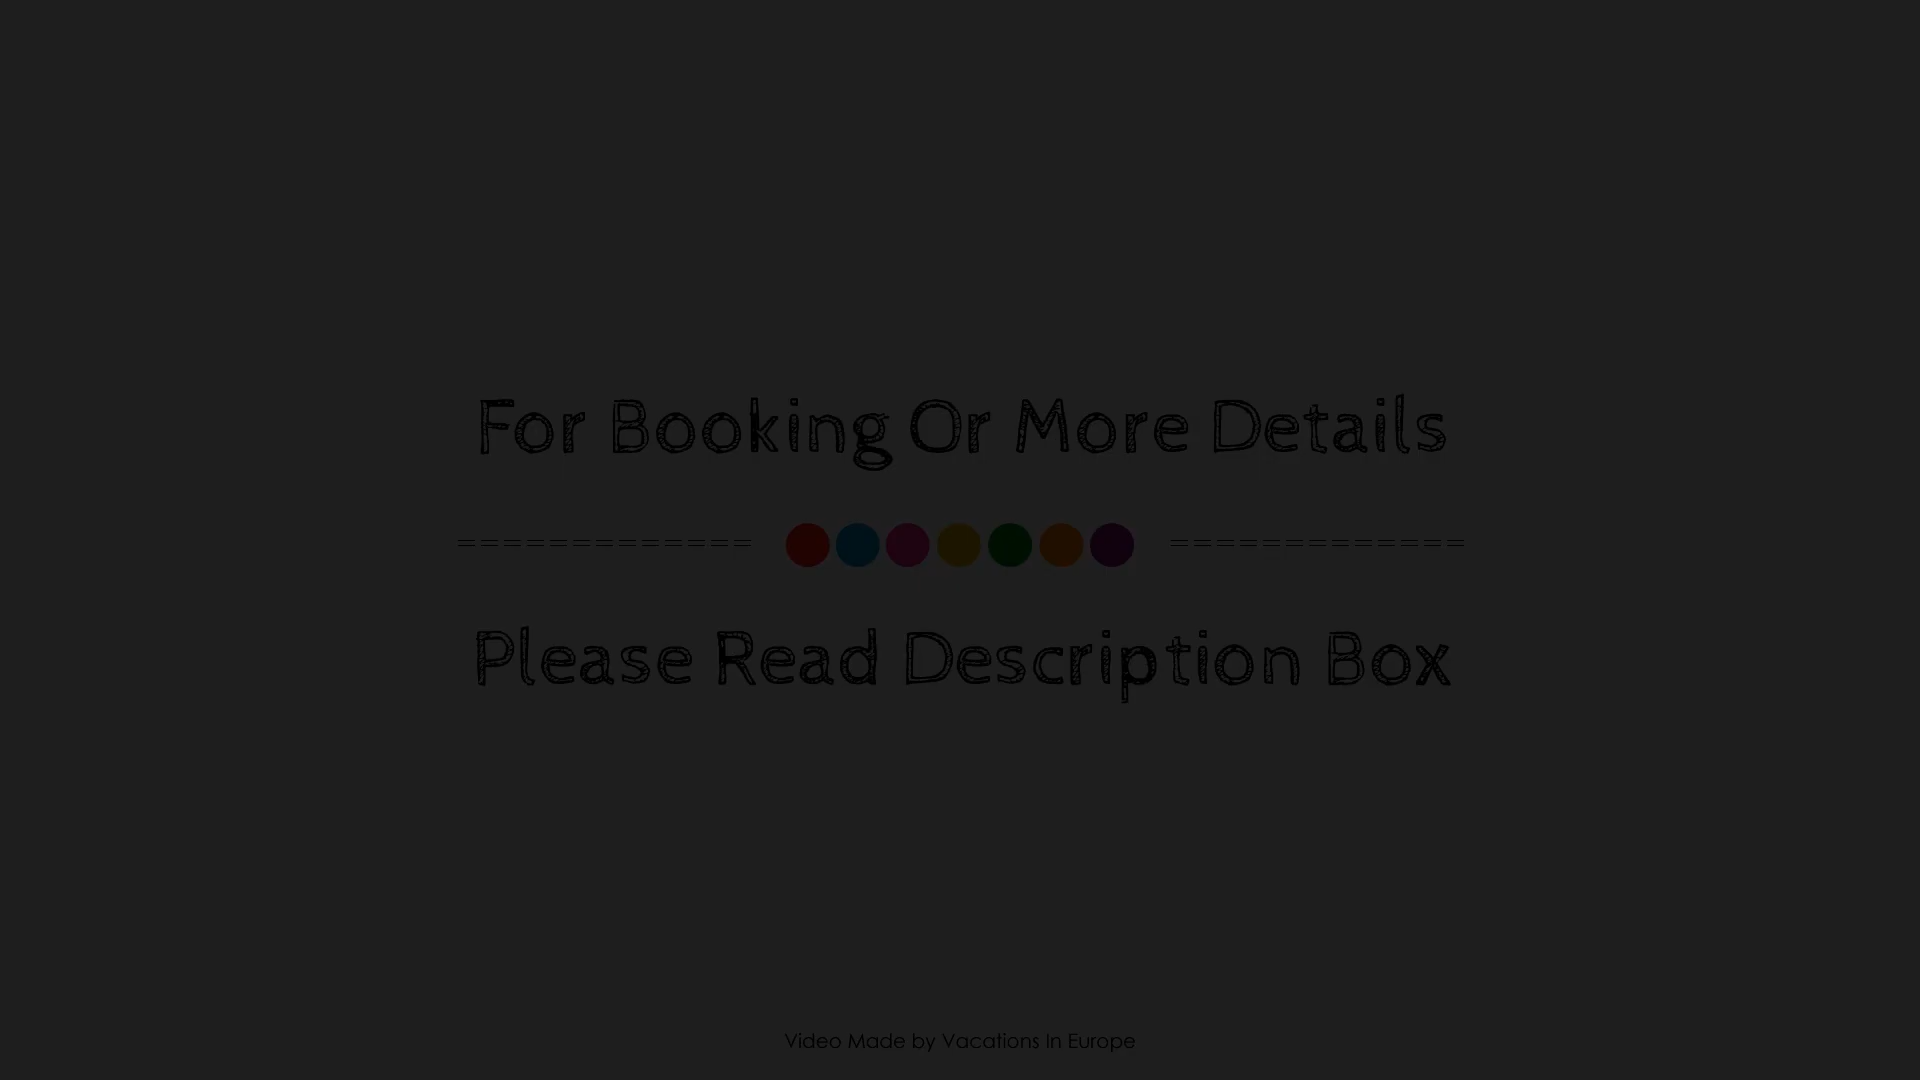 For Booking Or More Details
============= =============
Please Read Description Box
Video Made by Vacations In Europe